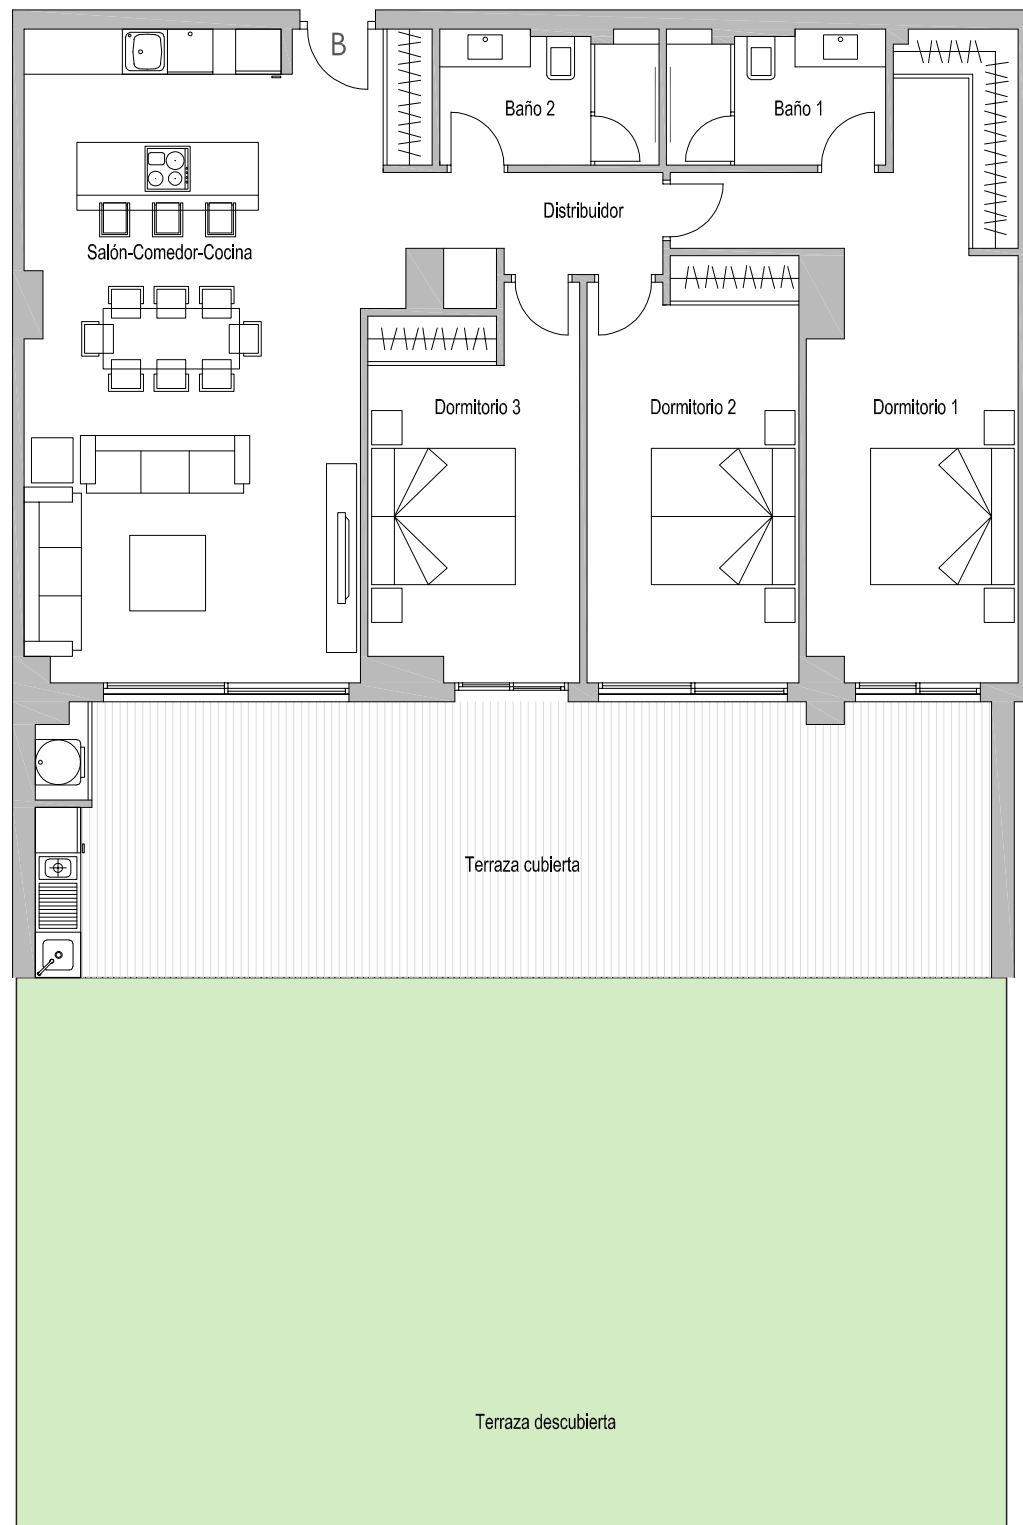 B
Baño 2
Baño 1
Distribuidor
Salón-Comedor-Cocina
Dormitorio 3
Dormitorio 2
Dormitorio 1
Terraza cubierta
Terraza descubierta